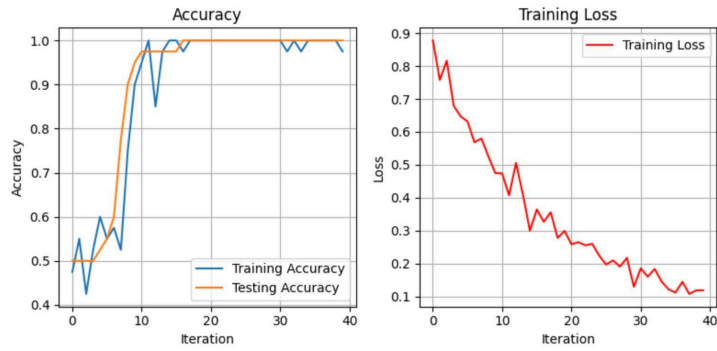 Accuracy
1.0
0.9
0.8
0.7
0.6
0.5
0.4
Accuracy
0
10
20
30
40
Iteration
Training Accuracy
Testing Accuracy
Training Loss
0.9
0.8
0.7
0.6
0.5
0.4
0.3
0.2
0.1
Loss
0
10
20
30
40
Iteration
Training Loss